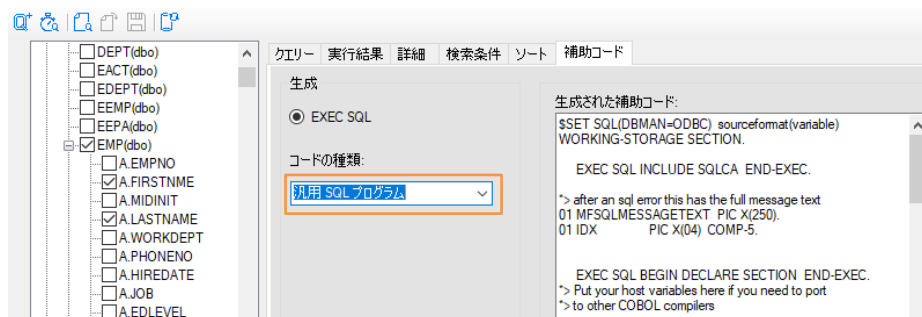 DEPT(dbo)
EACT(dbo)
EDEPT(dbo)
EEMP(dbo)
EEPA(dbo)
EMP(dbo)
A.EMPNO
A.FIRSTNME
A.MIDINIT
A.LASTNAME
A.WORKDEPT
A.PHONENO
A.HIREDATE
A.JOB
A.EDLEVEL
クエリー 実行結果 詳細 検索条件 ソート 補助コード
生成
EXEC SQL
コードの種類:
汎用 SQL プログラム
生成された補助コード:
$SET SQL(DBMAN=ODBC) sourceformat(variable)
WORKING-STORAGE SECTION.
EXEC SQL INCLUDE SQLCA END-EXEC.
*> after an sql error this has the full message text
01 MFSQLMESSAGETEXT PIC X(250).
01 IDX PIC X(04) COMP-5.
EXEC SQL BEGIN DECLARE SECTION END-EXEC.
*> Put your host variables here if you need to port
*> to other COBOL compilers